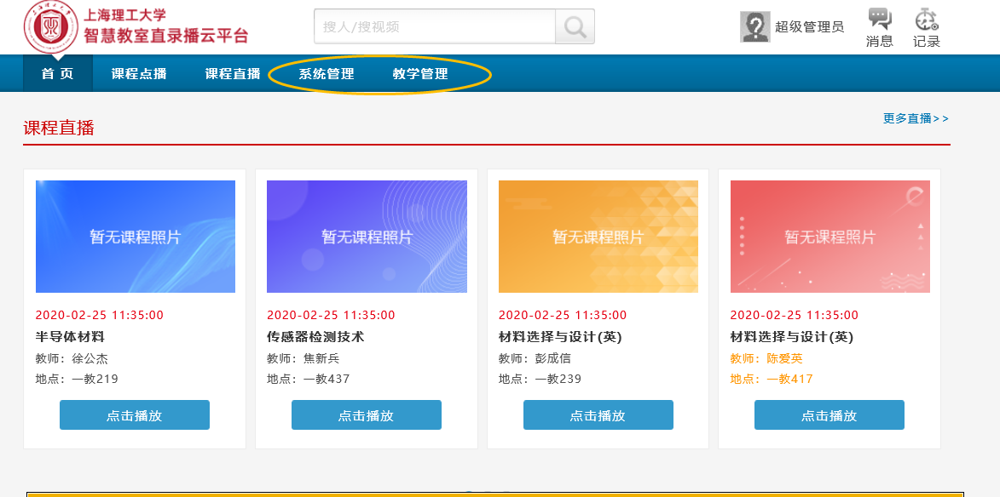 上海理工大学
智慧教室直录播云平台
搜人/搜视频
超级管理员
消息
记录
首 页
课程点播
课程直播
系统管理
教学管理
课程直播
更多直播>>
暂无课程照片
暂无课程照片
暂无课程照片
暂无课程照片
2020-02-25 11:35:00
半导体材料
教师：徐公杰
地点：一教219
点击播放
2020-02-25 11:35:00
传感器检测技术
教师：焦新兵
地点：一教437
点击播放
2020-02-25 11:35:00
材料选择与设计(英)
教师：彭成信
地点：一教239
点击播放
2020-02-25 11:35:00
材料选择与设计(英)
教师：陈爱英
地点：一教417
点击播放